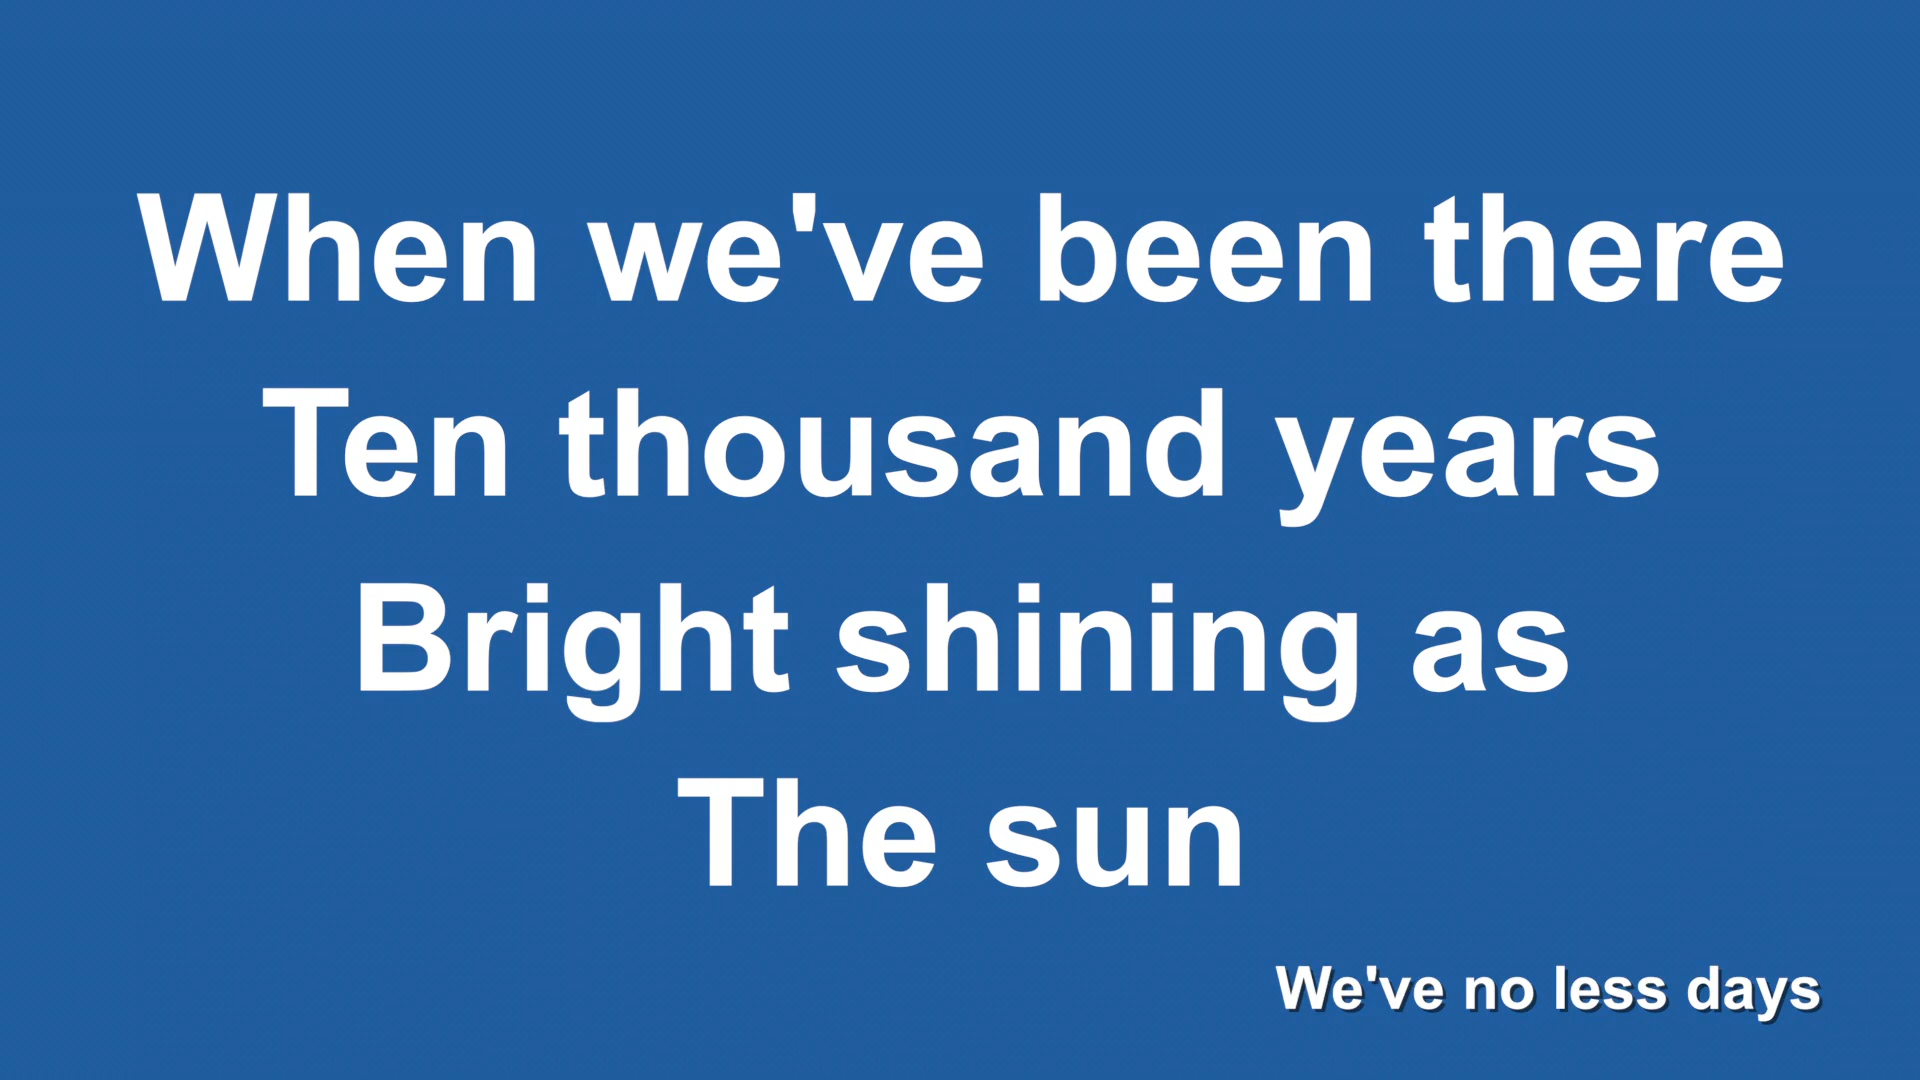 When we've been there
Ten thousand years
Bright shining as
The sun
We've no less days